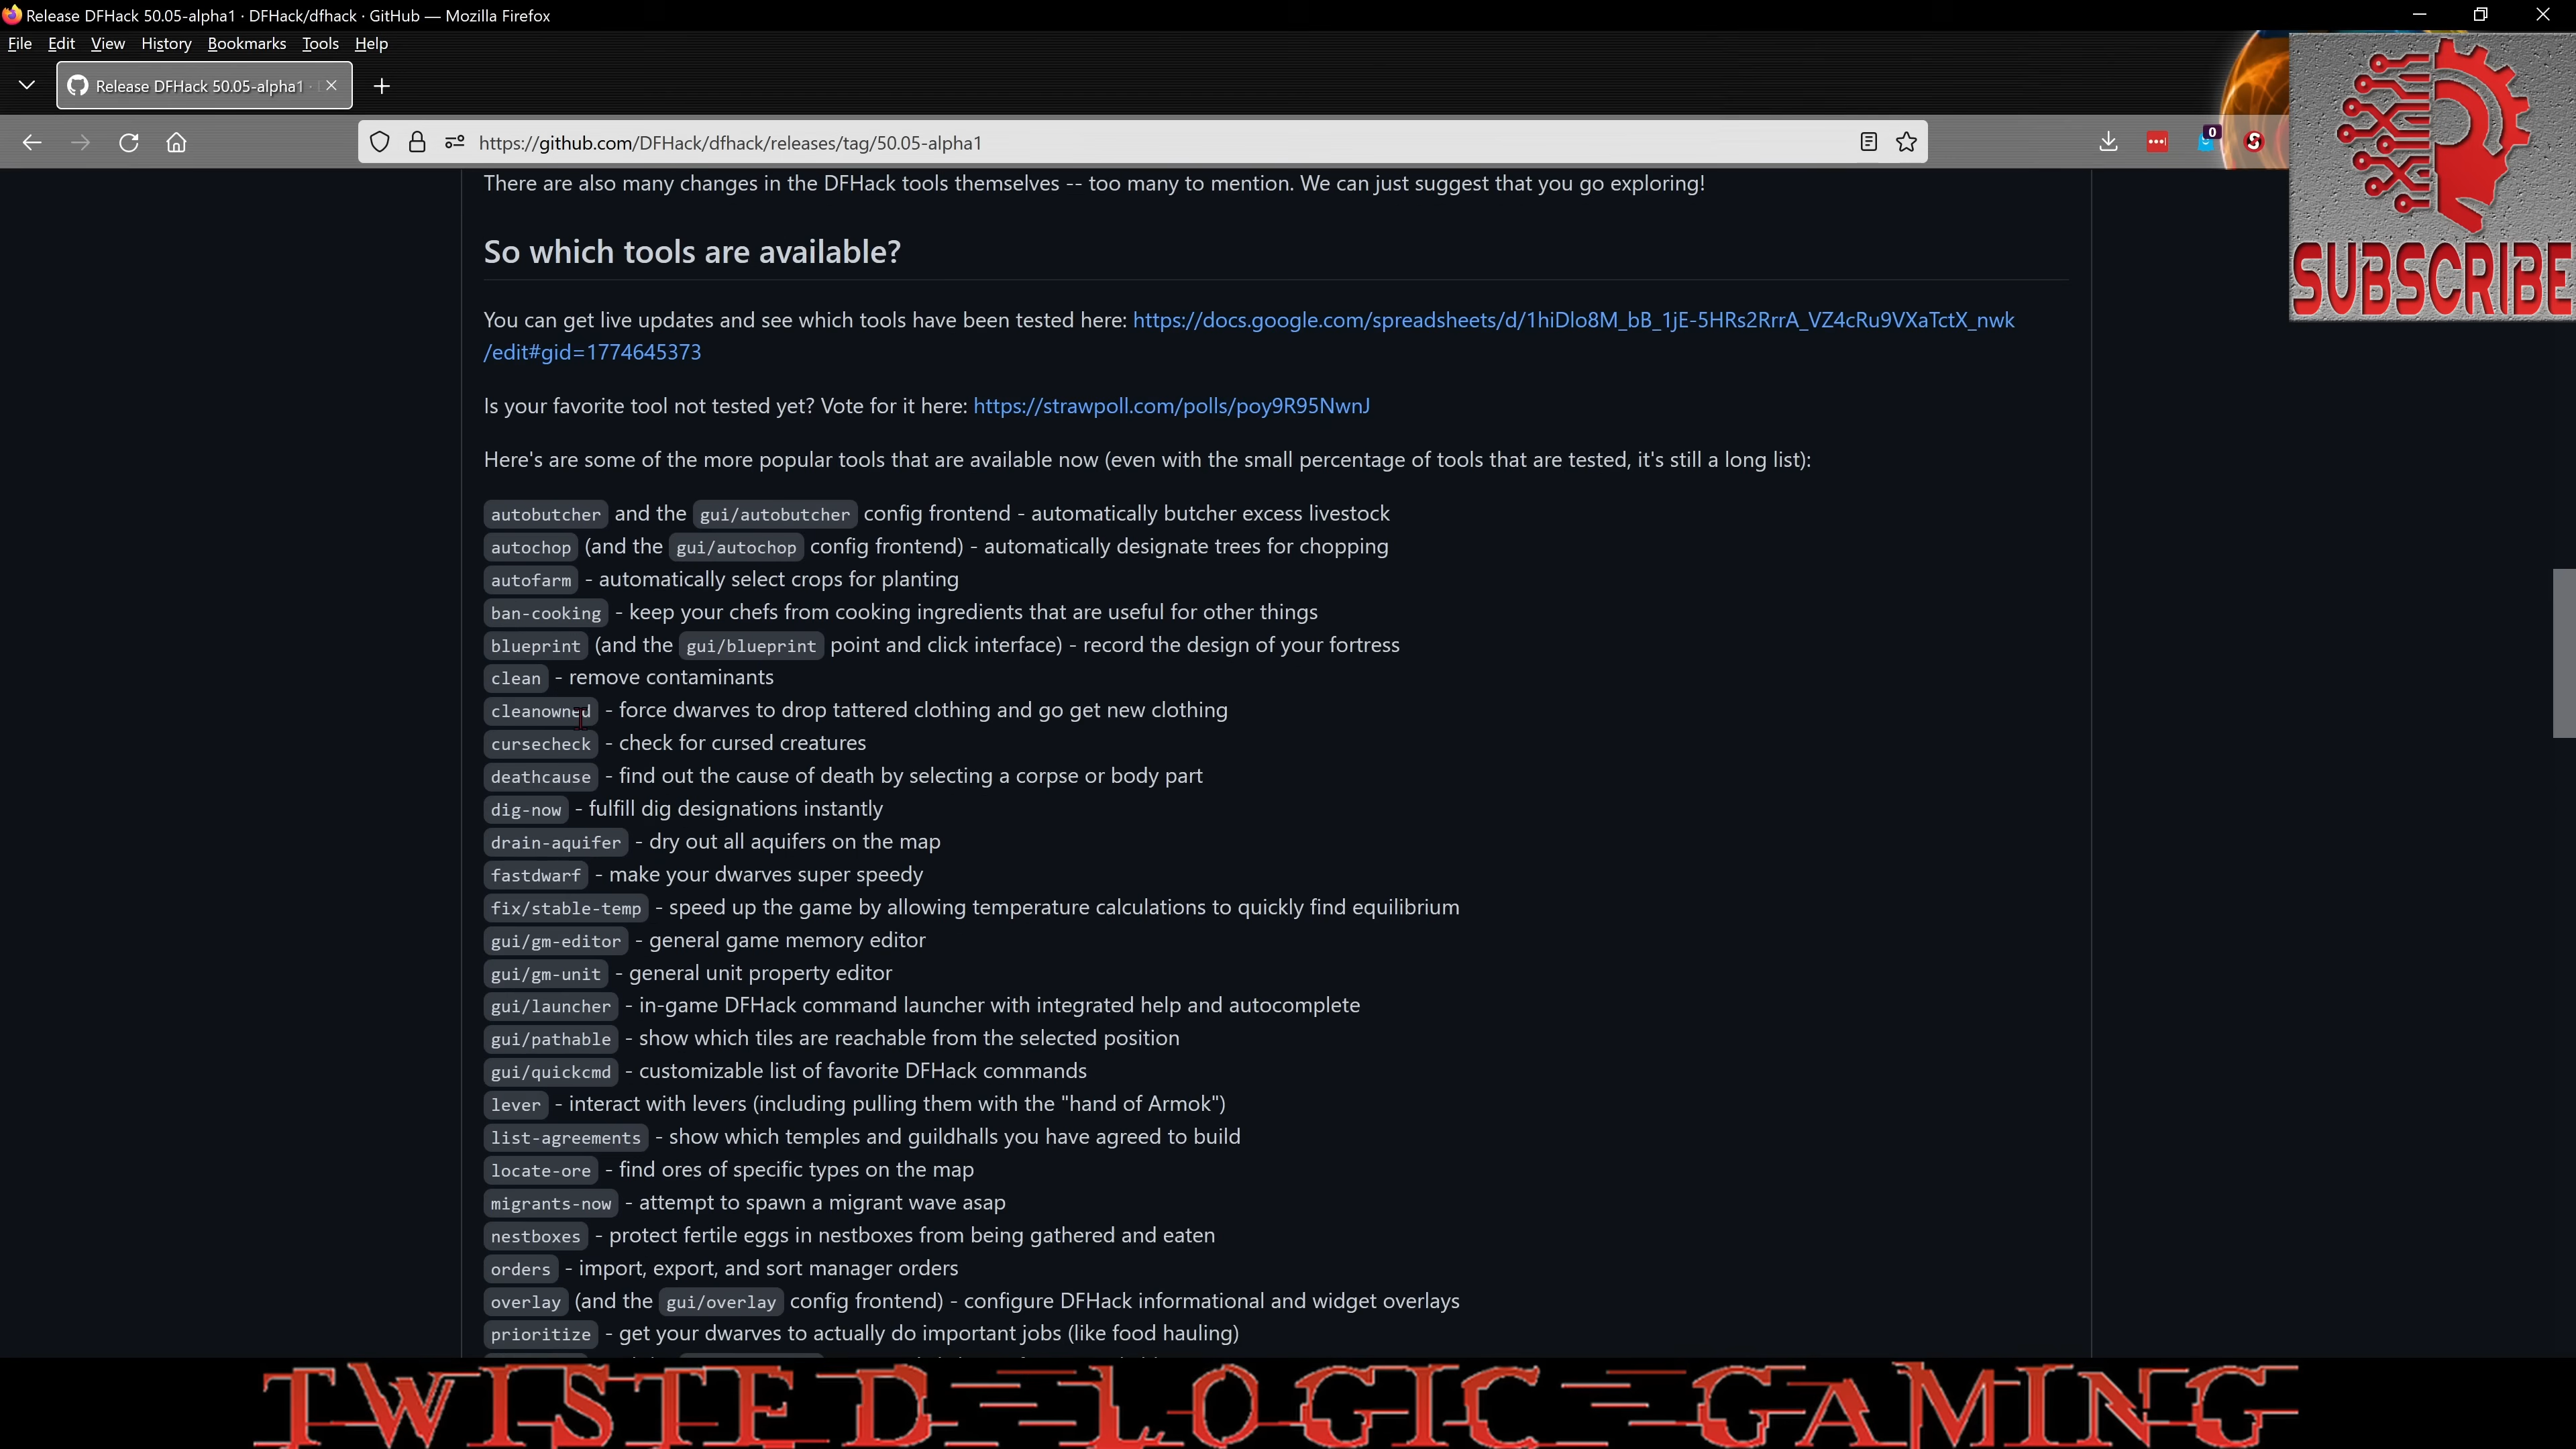 Release DFHack 50.05-alpha1 · DFHack/dfhack · GitHub — Mozilla Firefox
File Edit View History Bookmarks Tools Help
Release DFHack 50.05-alpha1 ·
https://github.com/DFHack/dfhack/releases/tag/50.05-alpha1
0
SUBSCRIBE
There are also many changes in the DFHack tools themselves -- too many to mention. We can just suggest that you go exploring!
So which tools are available?
You can get live updates and see which tools have been tested here: https://docs.google.com/spreadsheets/d/1hiDlo8M_bB_1jE-5HRs2RrrA_VZ4cRu9VXaTctX_nwk
/edit#gid=1774645373
Is your favorite tool not tested yet? Vote for it here: https://strawpoll.com/polls/poy9R95NwnJ
Here's are some of the more popular tools that are available now (even with the small percentage of tools that are tested, it's still a long list):
autobutcher and the gui/autobutcher config frontend - automatically butcher excess livestock
autochop (and the gui/autochop config frontend) - automatically designate trees for chopping
autofarm - automatically select crops for planting
ban-cooking - keep your chefs from cooking ingredients that are useful for other things
blueprint (and the gui/blueprint point and click interface) - record the design of your fortress
clean - remove contaminants
cleanowned - force dwarves to drop tattered clothing and go get new clothing
cursecheck - check for cursed creatures
deathcause - find out the cause of death by selecting a corpse or body part
dig-now - fulfill dig designations instantly
drain-aquifer - dry out all aquifers on the map
fastdwarf - make your dwarves super speedy
fix/stable-temp - speed up the game by allowing temperature calculations to quickly find equilibrium
gui/gm-editor - general game memory editor
gui/gm-unit - general unit property editor
gui/launcher - in-game DFHack command launcher with integrated help and autocomplete
gui/pathable - show which tiles are reachable from the selected position
gui/quickcmd - customizable list of favorite DFHack commands
lever - interact with levers (including pulling them with the "hand of Armok")
list-agreements - show which temples and guildhalls you have agreed to build
locate-ore - find ores of specific types on the map
migrants-now - attempt to spawn a migrant wave asap
nestboxes - protect fertile eggs in nestboxes from being gathered and eaten
orders - import, export, and sort manager orders
overlay (and the gui/overlay config frontend) - configure DFHack informational and widget overlays
prioritize - get your dwarves to actually do important jobs (like food hauling)
TWISTED-LOGIC-GAMING